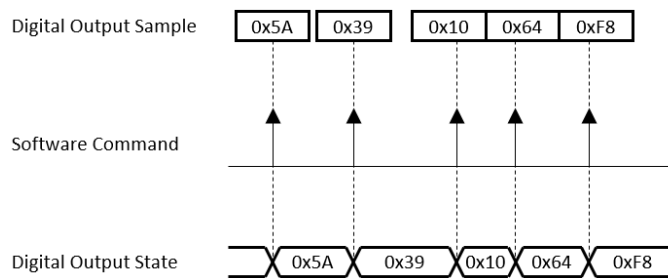 Digital Output Sample 0x5A 0x39 0x10 0x64 0xF8
Software Command
Digital Output State 0x5A 0x39 0x10 0x64 0xF8